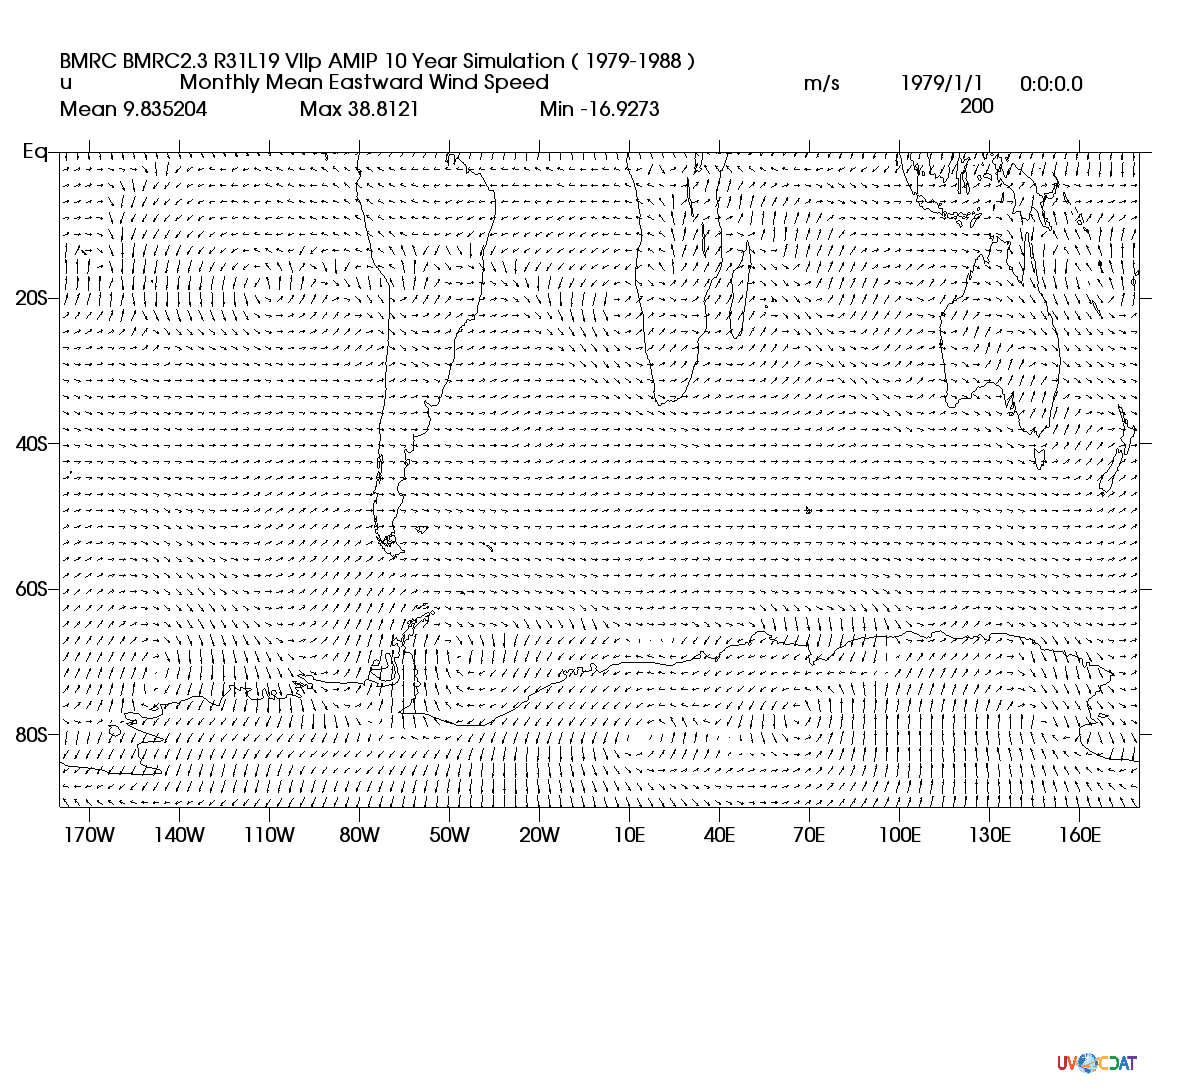 BMRC BMRC2.3 R31L19 VIIp AMIP 10 Year Simulation ( 1979-1988 )
u Monthly Mean Eastward Wind Speed m/s 1979/1/1 0:0:0.0
Mean 9.835204 Max 38.8121 Min -16.9273 200
Eq
20S
40S
60S
80S
170W 140W 110W 80W 50W 20W 10E 40E 70E 100E 130E 160E
UVCDAT